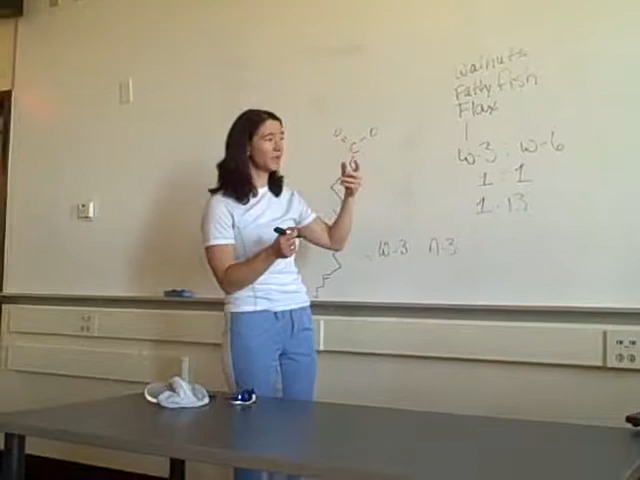 walnuts
Fatty fish
Flax
w-3 : w-6
1 - 1
1 - 13
O O
C
w-3 n-3